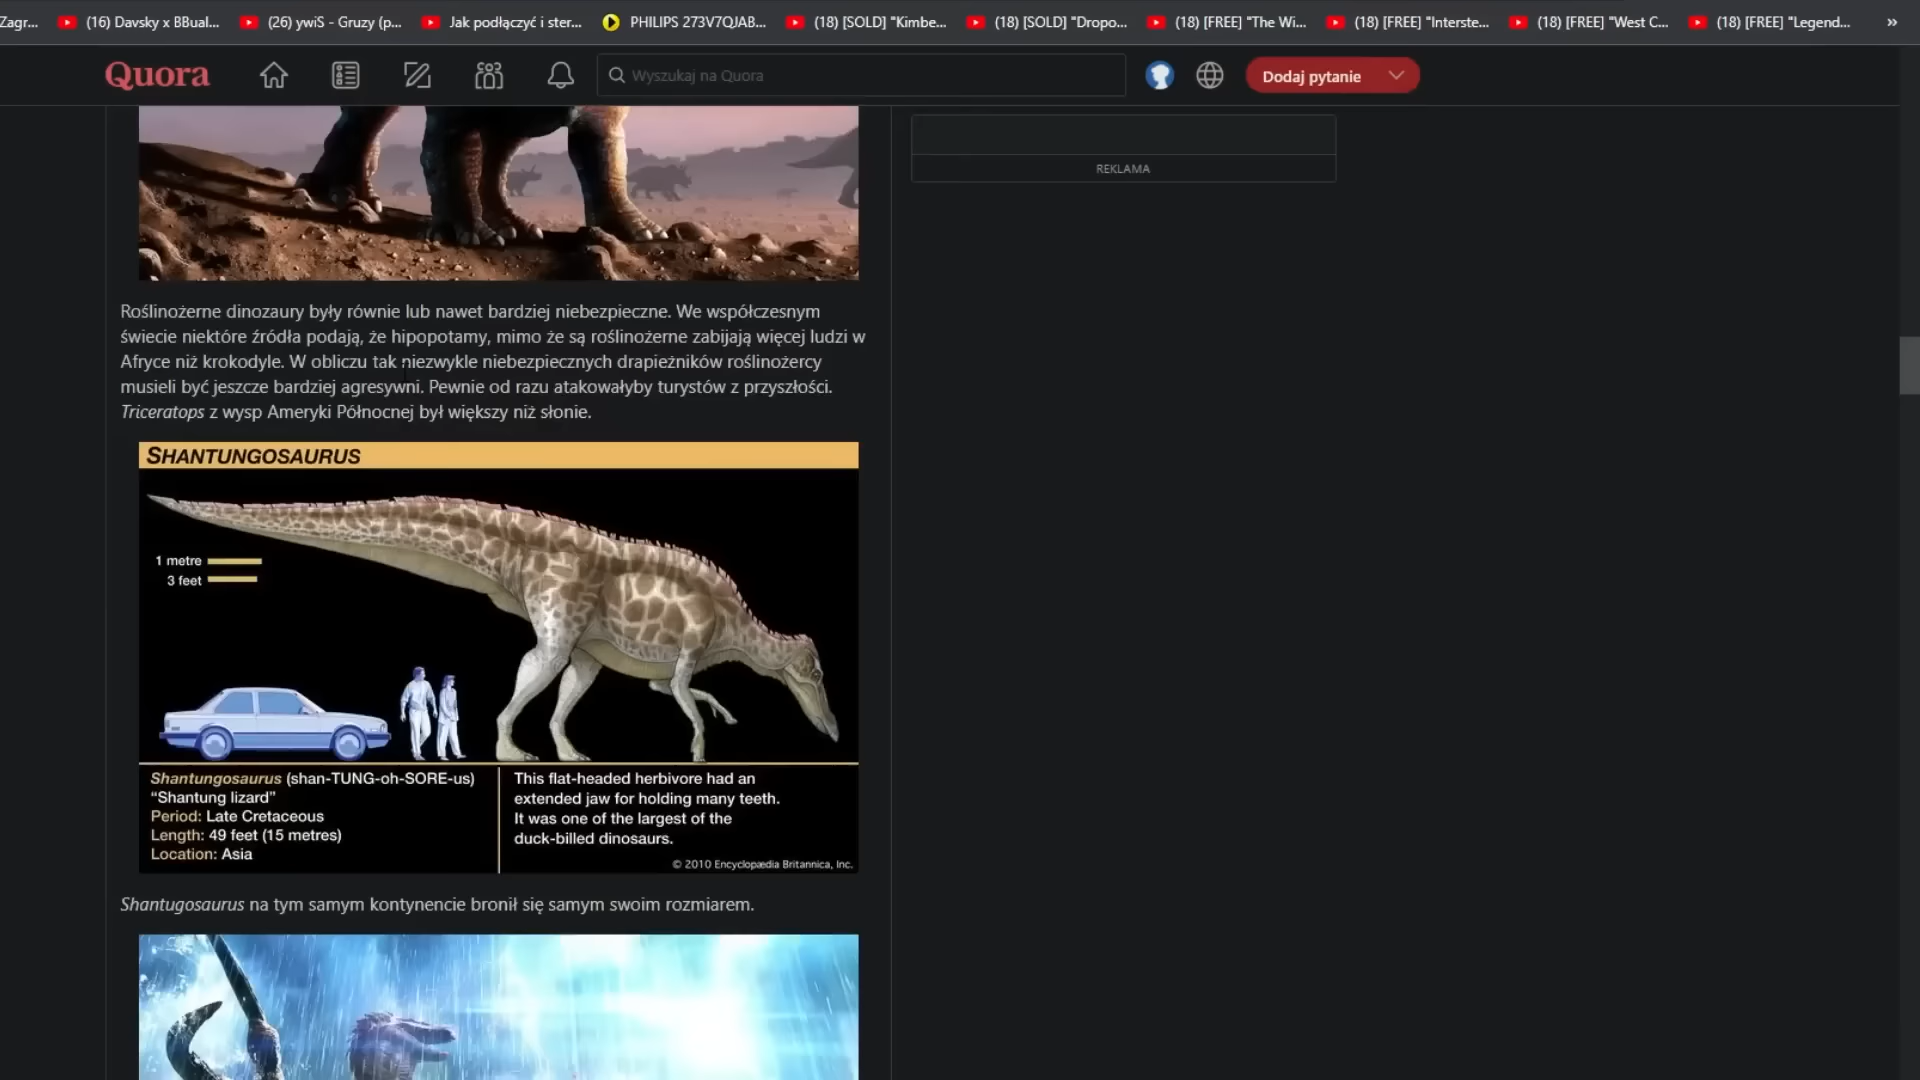 Zagr...
(16) Davsky x BBual...
(26) ywiS - Gruzy (p...
Jak podłączyć i ster...
PHILIPS 273V7QJAB...
(18) [SOLD] "Kimbe...
(18) [SOLD] "Dropo...
(18) [FREE] "The Wi...
(18) [FREE] "Interste...
(18) [FREE] "West C...
(18) [FREE] "Legend...
»
Quora
Wyszukaj na Quora
Dodaj pytanie
REKLAMA
Roślinożerne dinozaury były równie lub nawet bardziej niebezpieczne. We współczesnym
świecie niektóre źródła podają, że hipopotamy, mimo że są roślinożerne zabijają więcej ludzi w
Afryce niż krokodyle. W obliczu tak niezwykle niebezpiecznych drapieżników roślinożercy
musieli być jeszcze bardziej agresywni. Pewnie od razu atakowałyby turystów z przyszłości.
Triceratops z wysp Ameryki Północnej był większy niż słonie.
SHANTUNGOSAURUS
1 metre
3 feet
Shantungosaurus (shan-TUNG-oh-SORE-us)
“Shantung lizard”
Period: Late Cretaceous
Length: 49 feet (15 metres)
Location: Asia
This flat-headed herbivore had an
extended jaw for holding many teeth.
It was one of the largest of the
duck-billed dinosaurs.
© 2010 Encyclopædia Britannica, Inc.
Shantugosaurus na tym samym kontynencie bronił się samym swoim rozmiarem.